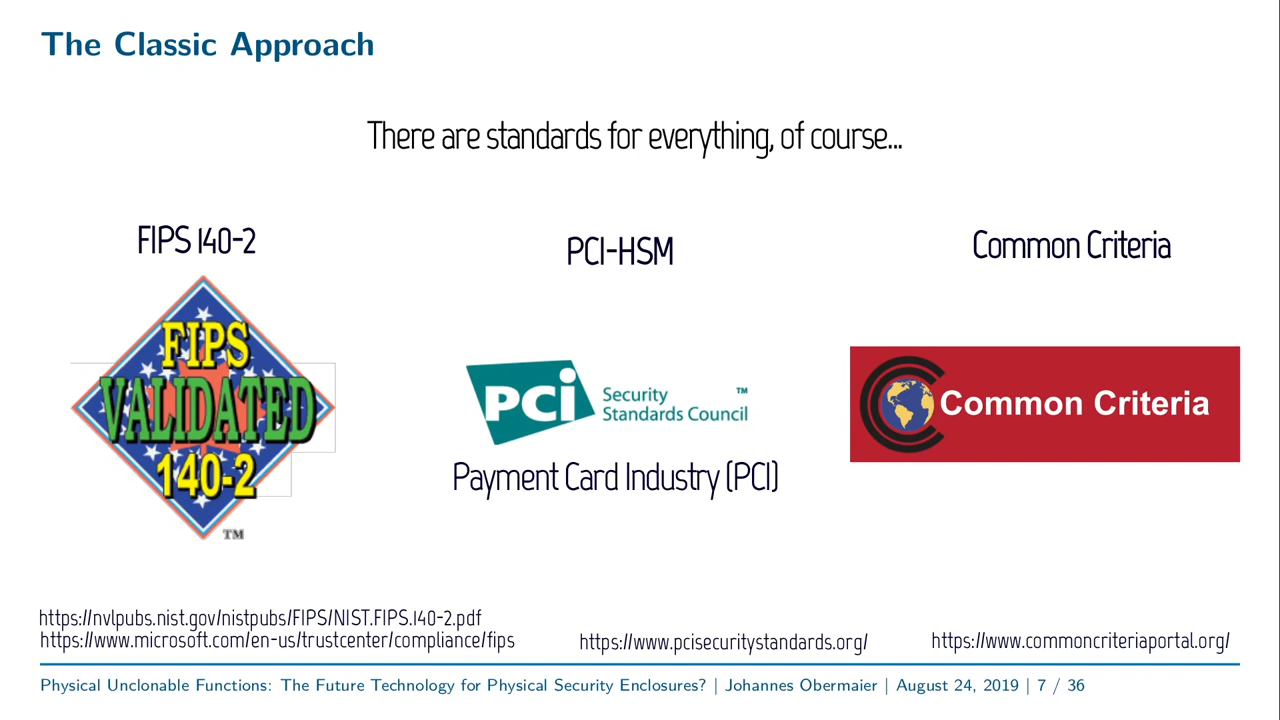 The Classic Approach
There are standards for everything, of course...
FIPS 140-2
FIPS
VALIDATED
140-2
TM
PCI-HSM
PCi Security
Standards Council
TM
Payment Card Industry (PCI)
Common Criteria
Common Criteria
https://nvlpubs.nist.gov/nistpubs/FIPS/NIST.FIPS.140-2.pdf
https://www.microsoft.com/en-us/trustcenter/compliance/fips
https://www.pcisecuritystandards.org/
https://www.commoncriteriaportal.org/
Physical Unclonable Functions: The Future Technology for Physical Security Enclosures? | Johannes Obermaier | August 24, 2019 | 7 / 36